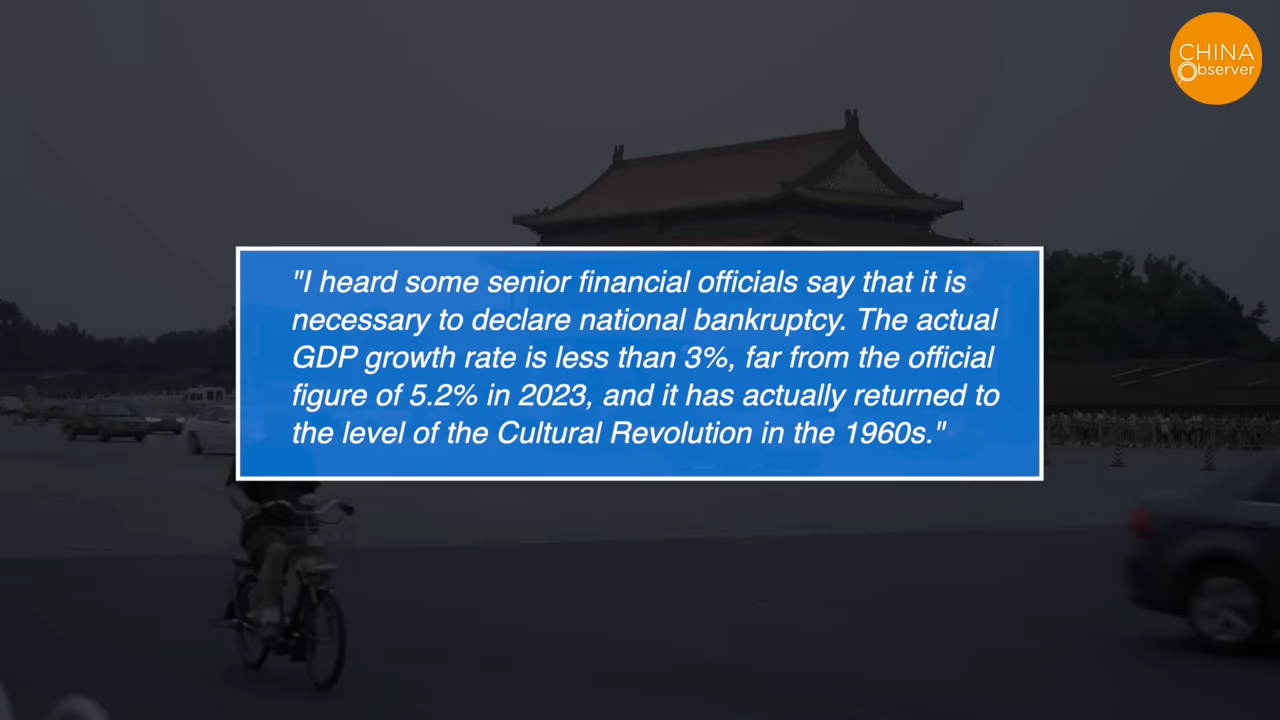 CHINA
Observer
"I heard some senior financial officials say that it is
necessary to declare national bankruptcy. The actual
GDP growth rate is less than 3%, far from the official
figure of 5.2% in 2023, and it has actually returned to
the level of the Cultural Revolution in the 1960s."